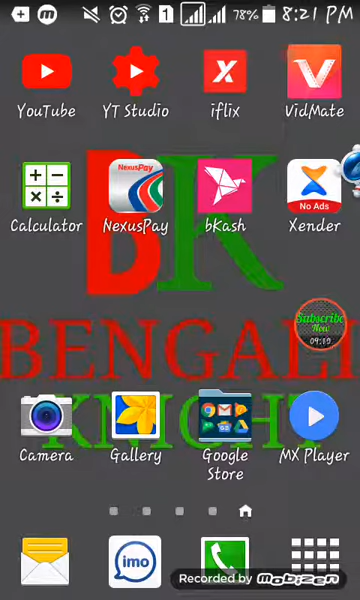 78% 8:21 PM
YouTube YT Studio iflix VidMate
NexusPay
No Ads
Calculator NexusPay bKash Xender
BK
Subscribe
Now
09:10
BENGALI
KNIGHT
Camera Gallery Google Store MX Player
imo
Recorded by Mobizen